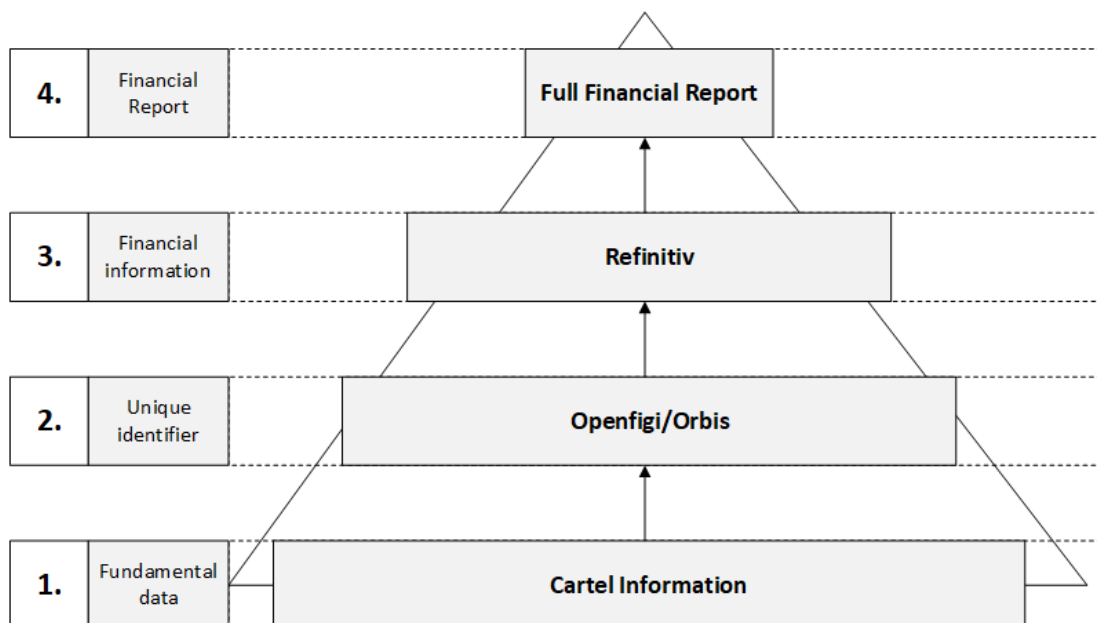 4.
Financial
Report
Full Financial Report
3.
Financial
information
Refinitiv
2.
Unique
identifier
Openfigi/Orbis
1.
Fundamental
data
Cartel Information